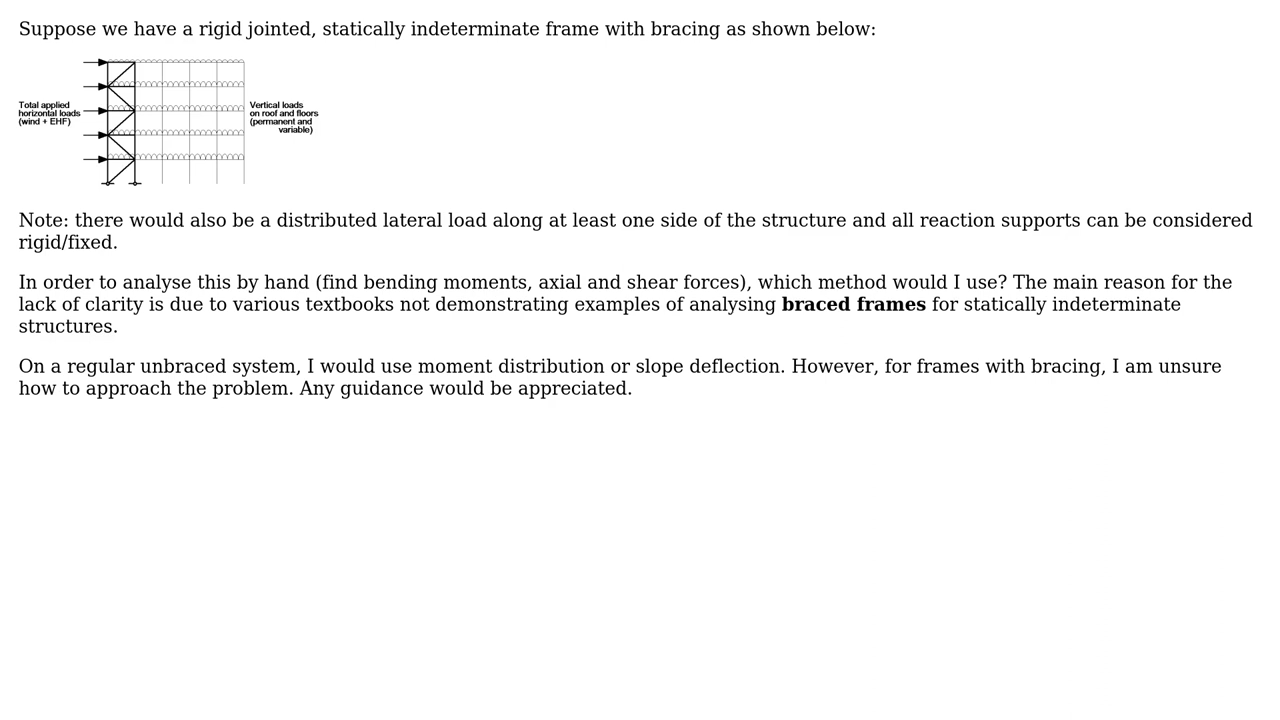 Suppose we have a rigid jointed, statically indeterminate frame with bracing as shown below:
Total applied
horizontal loads
(wind + EHF)
Vertical loads
on roof and floors
(permanent and
variable)
Note: there would also be a distributed lateral load along at least one side of the structure and all reaction supports can be considered
rigid/fixed.
In order to analyse this by hand (find bending moments, axial and shear forces), which method would I use? The main reason for the
lack of clarity is due to various textbooks not demonstrating examples of analysing braced frames for statically indeterminate
structures.
On a regular unbraced system, I would use moment distribution or slope deflection. However, for frames with bracing, I am unsure
how to approach the problem. Any guidance would be appreciated.